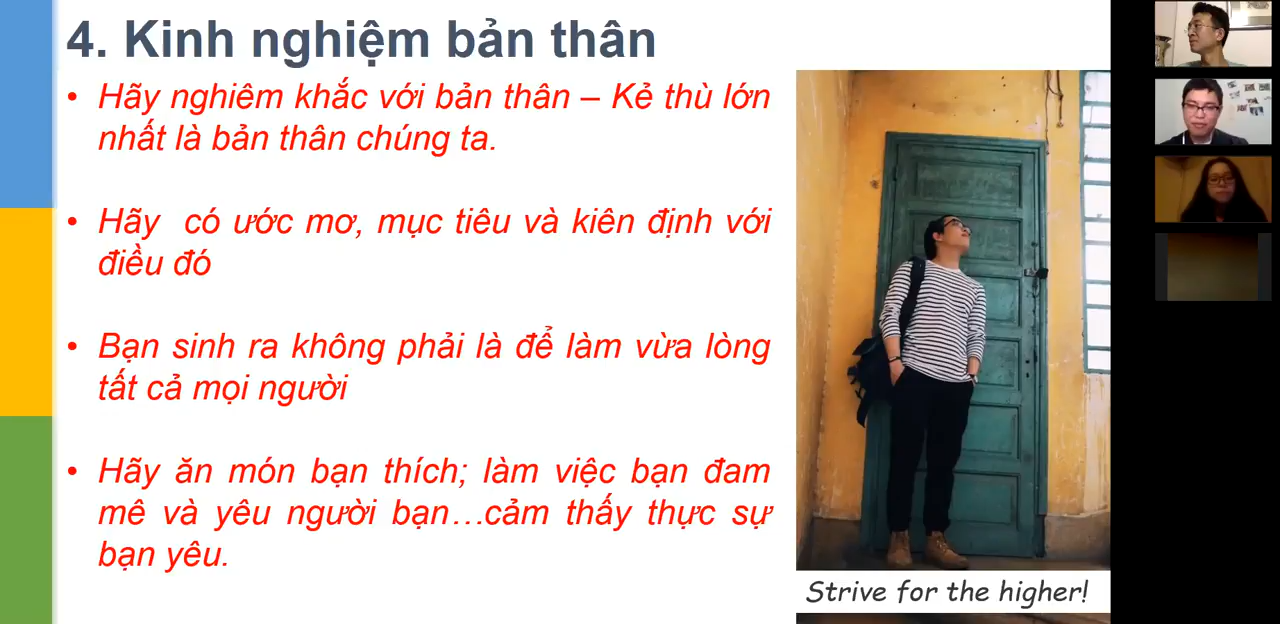 4. Kinh nghiệm bản thân
• Hãy nghiêm khắc với bản thân – Kẻ thù lớn
nhất là bản thân chúng ta.
• Hãy có ước mơ, mục tiêu và kiên định với
điều đó
• Bạn sinh ra không phải là để làm vừa lòng
tất cả mọi người
• Hãy ăn món bạn thích; làm việc bạn đam
mê và yêu người bạn…cảm thấy thực sự
bạn yêu.
Strive for the higher!